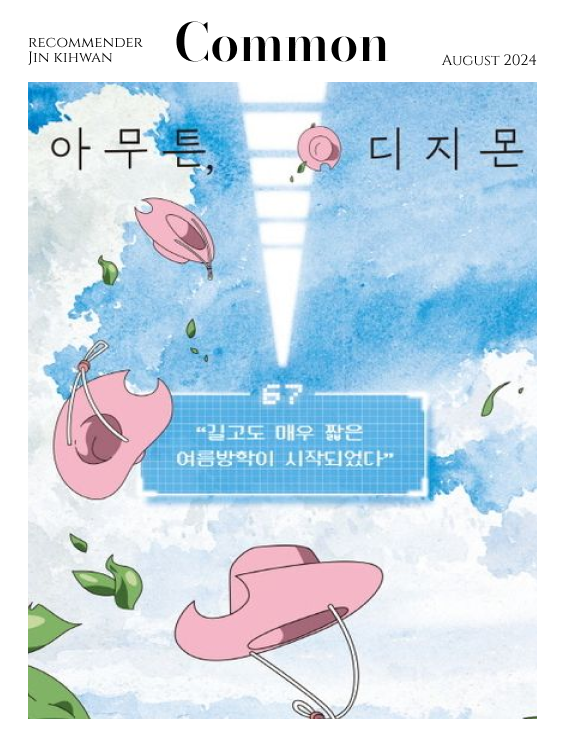 RECOMMENDER
JIN KIHWAN
Common
AUGUST 2024
아무튼, 디지몬
67
“길고도 매우 짧은
여름방학이 시작되었다”